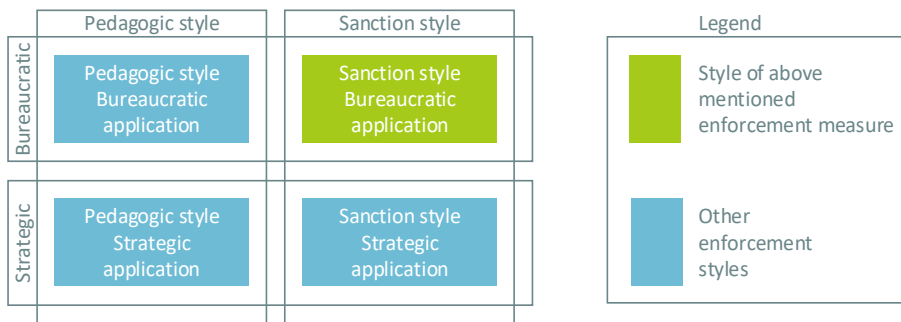 Pedagogic style
Sanction style
Legend
Bureaucratic
Pedagogic style
Bureaucratic
application
Sanction style
Bureaucratic
application
Style of above
mentioned
enforcement measure
Strategic
Pedagogic style
Strategic
application
Sanction style
Strategic
application
Other
enforcement
styles